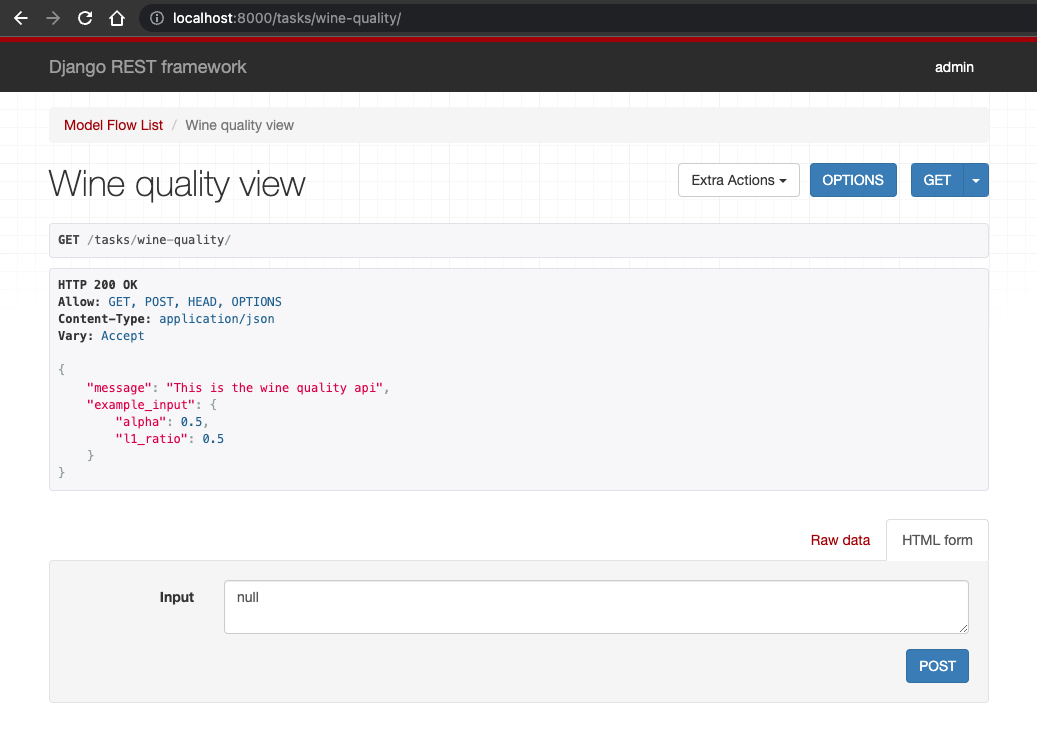 localhost:8000/tasks/wine-quality/
Django REST framework
admin
Model Flow List / Wine quality view
Wine quality view
Extra Actions
OPTIONS
GET
GET /tasks/wine-quality/
HTTP 200 OK
Allow: GET, POST, HEAD, OPTIONS
Content-Type: application/json
Vary: Accept
{
    "message": "This is the wine quality api",
    "example_input": {
        "alpha": 0.5,
        "l1_ratio": 0.5
    }
}
Raw data
HTML form
Input
null
POST